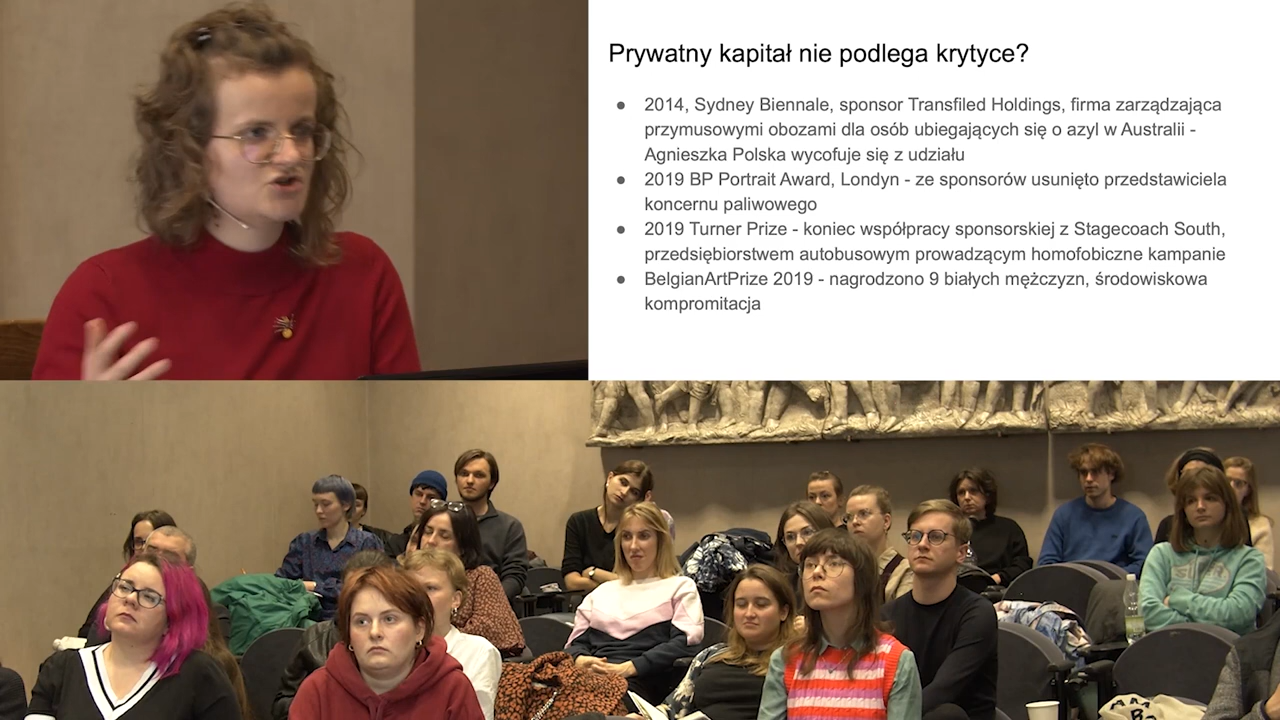 Prywatny kapitał nie podlega krytyce?
● 2014, Sydney Biennale, sponsor Transfiled Holdings, firma zarządzająca
przymusowymi obozami dla osób ubiegających się o azyl w Australii -
Agnieszka Polska wycofuje się z udziału
● 2019 BP Portrait Award, Londyn - ze sponsorów usunięto przedstawiciela
koncernu paliwowego
● 2019 Turner Prize - koniec współpracy sponsorskiej z Stagecoach South,
przedsiębiorstwem autobusowym prowadzącym homofobiczne kampanie
● BelgianArtPrize 2019 - nagrodzono 9 białych mężczyzn, środowiskowa
kompromitacja